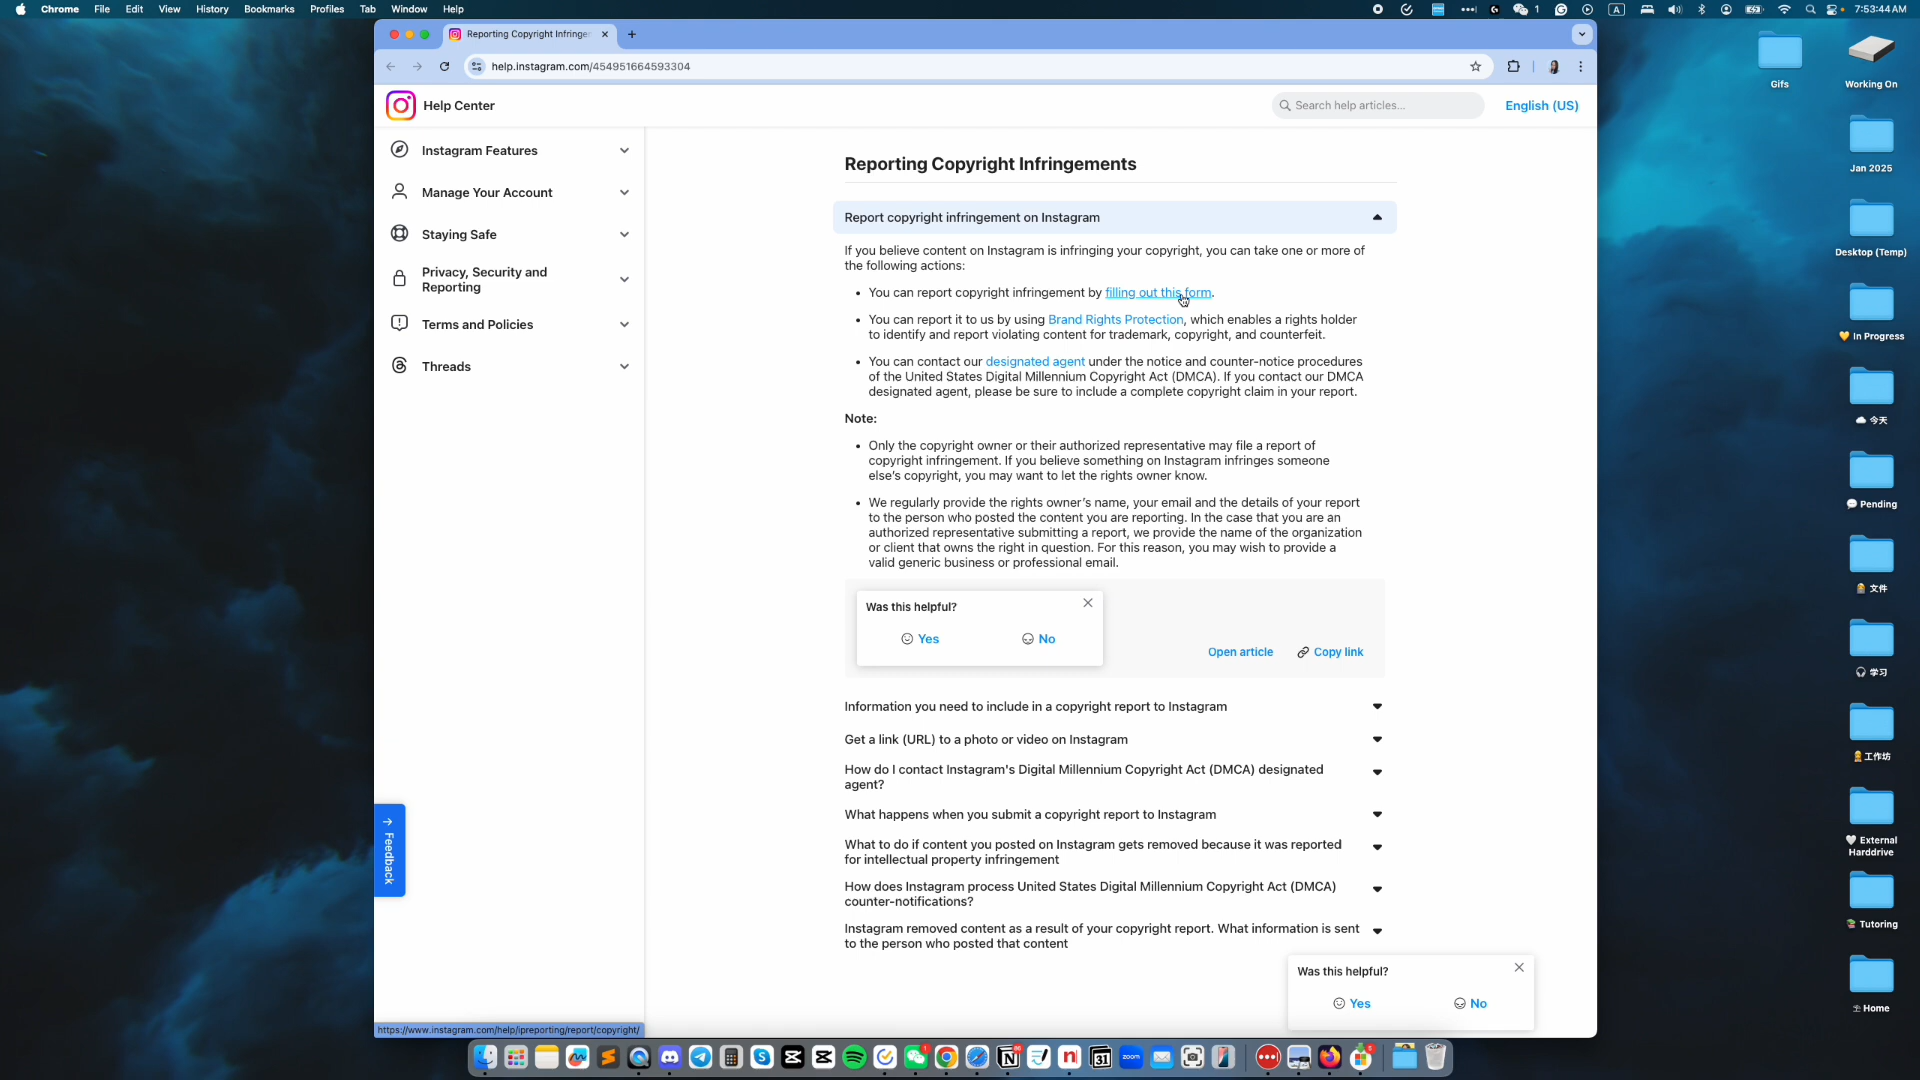 Chrome File Edit View History Bookmarks Profiles Tab Window Help
1 A 7:53:44 AM
Reporting Copyright Infringe
help.instagram.com/454951664593304
Help Center
Search help articles...
English (US)
Instagram Features
Manage Your Account
Staying Safe
Privacy, Security and
Reporting
Terms and Policies
Threads
Feedback
Reporting Copyright Infringements
Report copyright infringement on Instagram
If you believe content on Instagram is infringing your copyright, you can take one or more of
the following actions:
• You can report copyright infringement by filling out this form.
• You can report it to us by using Brand Rights Protection, which enables a rights holder
to identify and report violating content for trademark, copyright, and counterfeit.
• You can contact our designated agent under the notice and counter-notice procedures
of the United States Digital Millennium Copyright Act (DMCA). If you contact our DMCA
designated agent, please be sure to include a complete copyright claim in your report.
Note:
• Only the copyright owner or their authorized representative may file a report of
copyright infringement. If you believe something on Instagram infringes someone
else's copyright, you may want to let the rights owner know.
• We regularly provide the rights owner's name, your email and the details of your report
to the person who posted the content you are reporting. In the case that you are an
authorized representative submitting a report, we provide the name of the organization
or client that owns the right in question. For this reason, you may wish to provide a
valid generic business or professional email.
Was this helpful?
Yes No
Open article Copy link
Information you need to include in a copyright report to Instagram
Get a link (URL) to a photo or video on Instagram
How do I contact Instagram's Digital Millennium Copyright Act (DMCA) designated
agent?
What happens when you submit a copyright report to Instagram
What to do if content you posted on Instagram gets removed because it was reported
for intellectual property infringement
How does Instagram process United States Digital Millennium Copyright Act (DMCA)
counter-notifications?
Instagram removed content as a result of your copyright report. What information is sent
to the person who posted that content
Was this helpful?
Yes No
https://www.instagram.com/help/ipreporting/report/copyright/
Gifs
Working On
Jan 2025
Desktop (Temp)
In Progress
今天
Pending
文件
学习
工作坊
External
Harddrive
Tutoring
Home
31
zoom